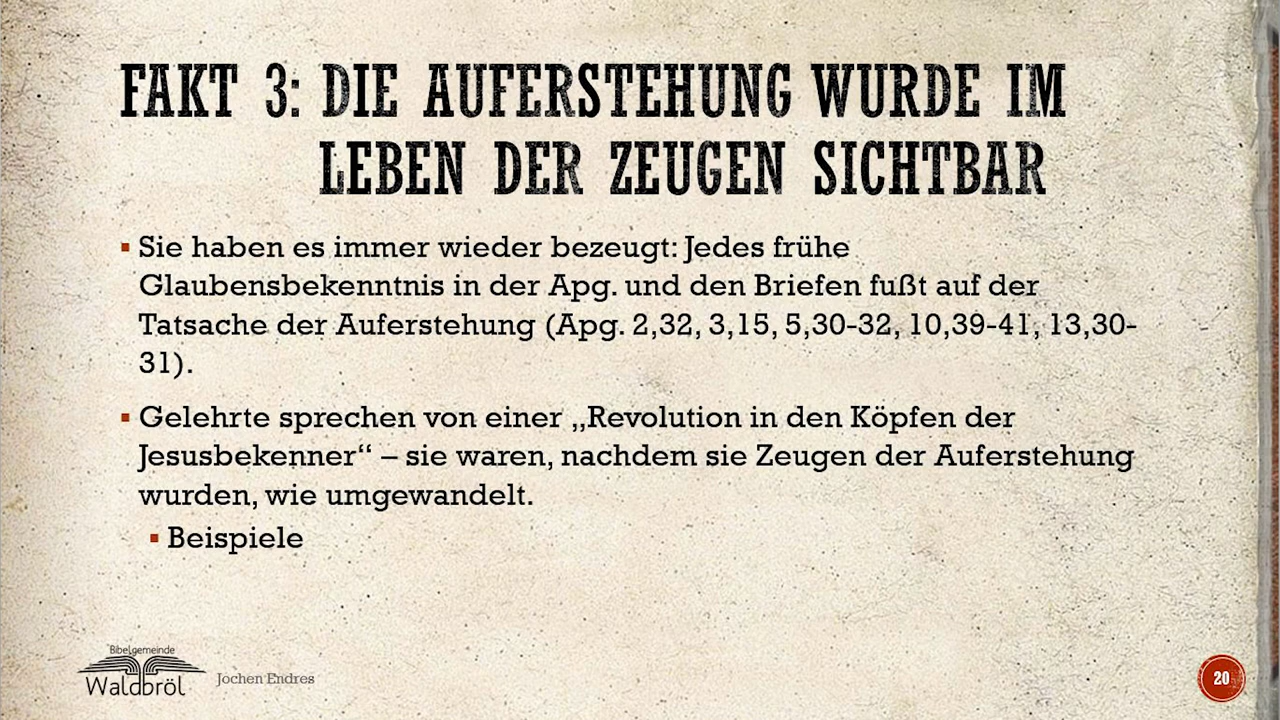 FAKT 3: DIE AUFERSTEHUNG WURDE IM
LEBEN DER ZEUGEN SICHTBAR
▪ Sie haben es immer wieder bezeugt: Jedes frühe
Glaubensbekenntnis in der Apg. und den Briefen fußt auf der
Tatsache der Auferstehung (Apg. 2,32, 3,15, 5,30-32, 10,39-41, 13,30-
31).
▪ Gelehrte sprechen von einer „Revolution in den Köpfen der
Jesusbekenner“ – sie waren, nachdem sie Zeugen der Auferstehung
wurden, wie umgewandelt.
▪ Beispiele
Bibelgemeinde
Waldbröl
Jochen Endres
20